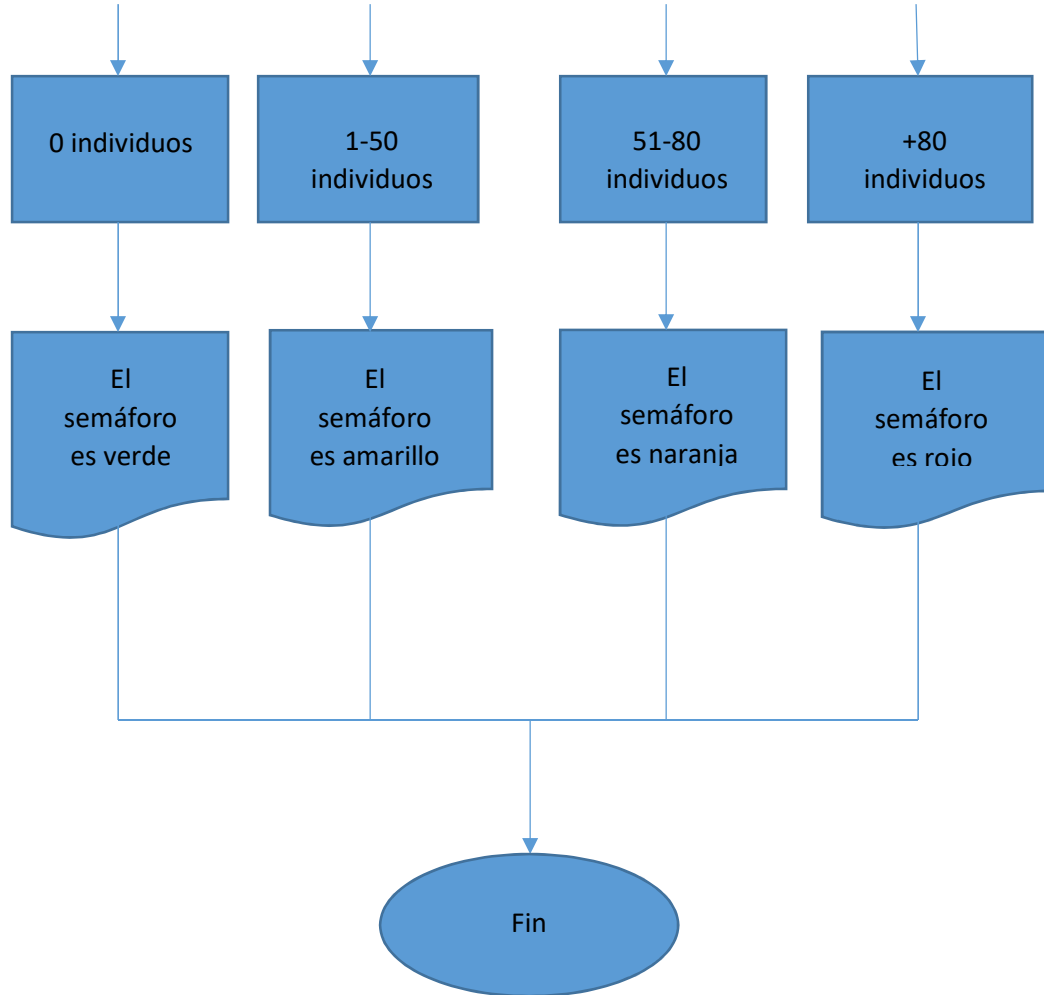 0 individuos
1-50
individuos
51-80
individuos
+80
individuos
El
semáforo
es verde
El
semáforo
es amarillo
El
semáforo
es naranja
El
semáforo
es rojo
Fin